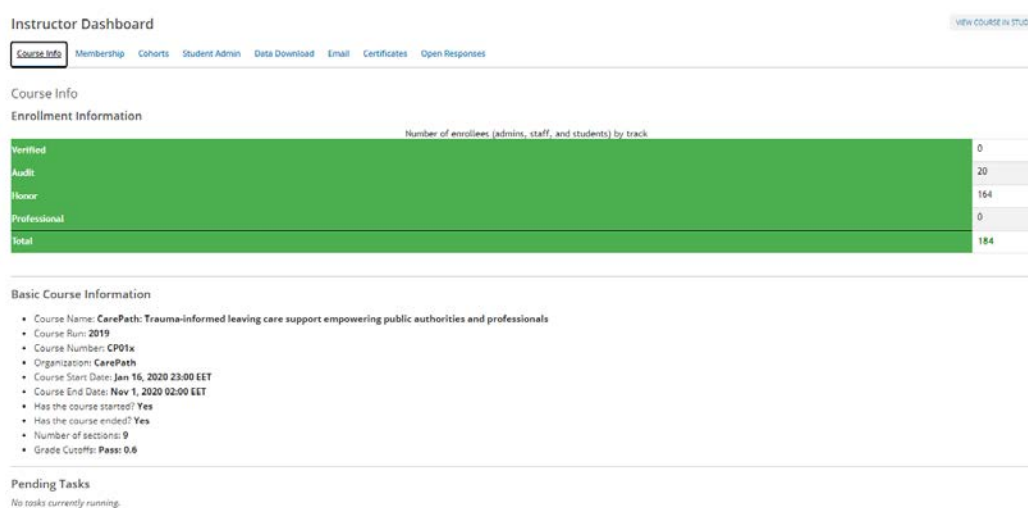 Instructor Dashboard
VIEW COURSE IN STUD
Course Info Membership Cohorts Student Admin Data Download Email Certificates Open Responses
Course Info
Enrollment Information
Number of enrollees (admins, staff, and students) by track
Verified 0
Audit 20
Honor 164
Professional 0
Total 184
Basic Course Information
Course Name: CarePath: Trauma-informed leaving care support empowering public authorities and professionals
Course Run: 2019
Course Number: CP01x
Organization: CarePath
Course Start Date: Jan 16, 2020 23:00 EET
Course End Date: Nov 1, 2020 02:00 EET
Has the course started? Yes
Has the course ended? Yes
Number of sections: 9
Grade Cutoffs: Pass: 0.6
Pending Tasks
No tasks currently running.